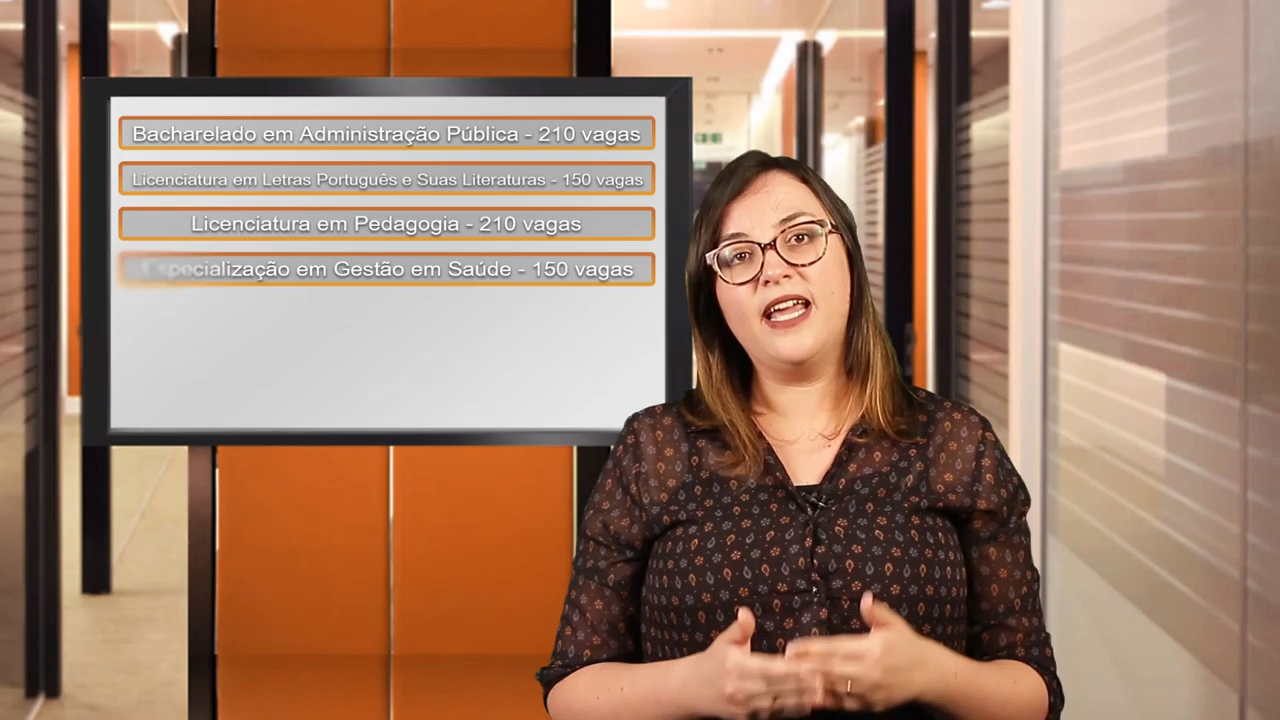 Bacharelado em Administração Pública - 210 vagas
Licenciatura em Letras Português e Suas Literaturas - 150 vagas
Licenciatura em Pedagogia - 210 vagas
Especialização em Gestão em Saúde - 150 vagas